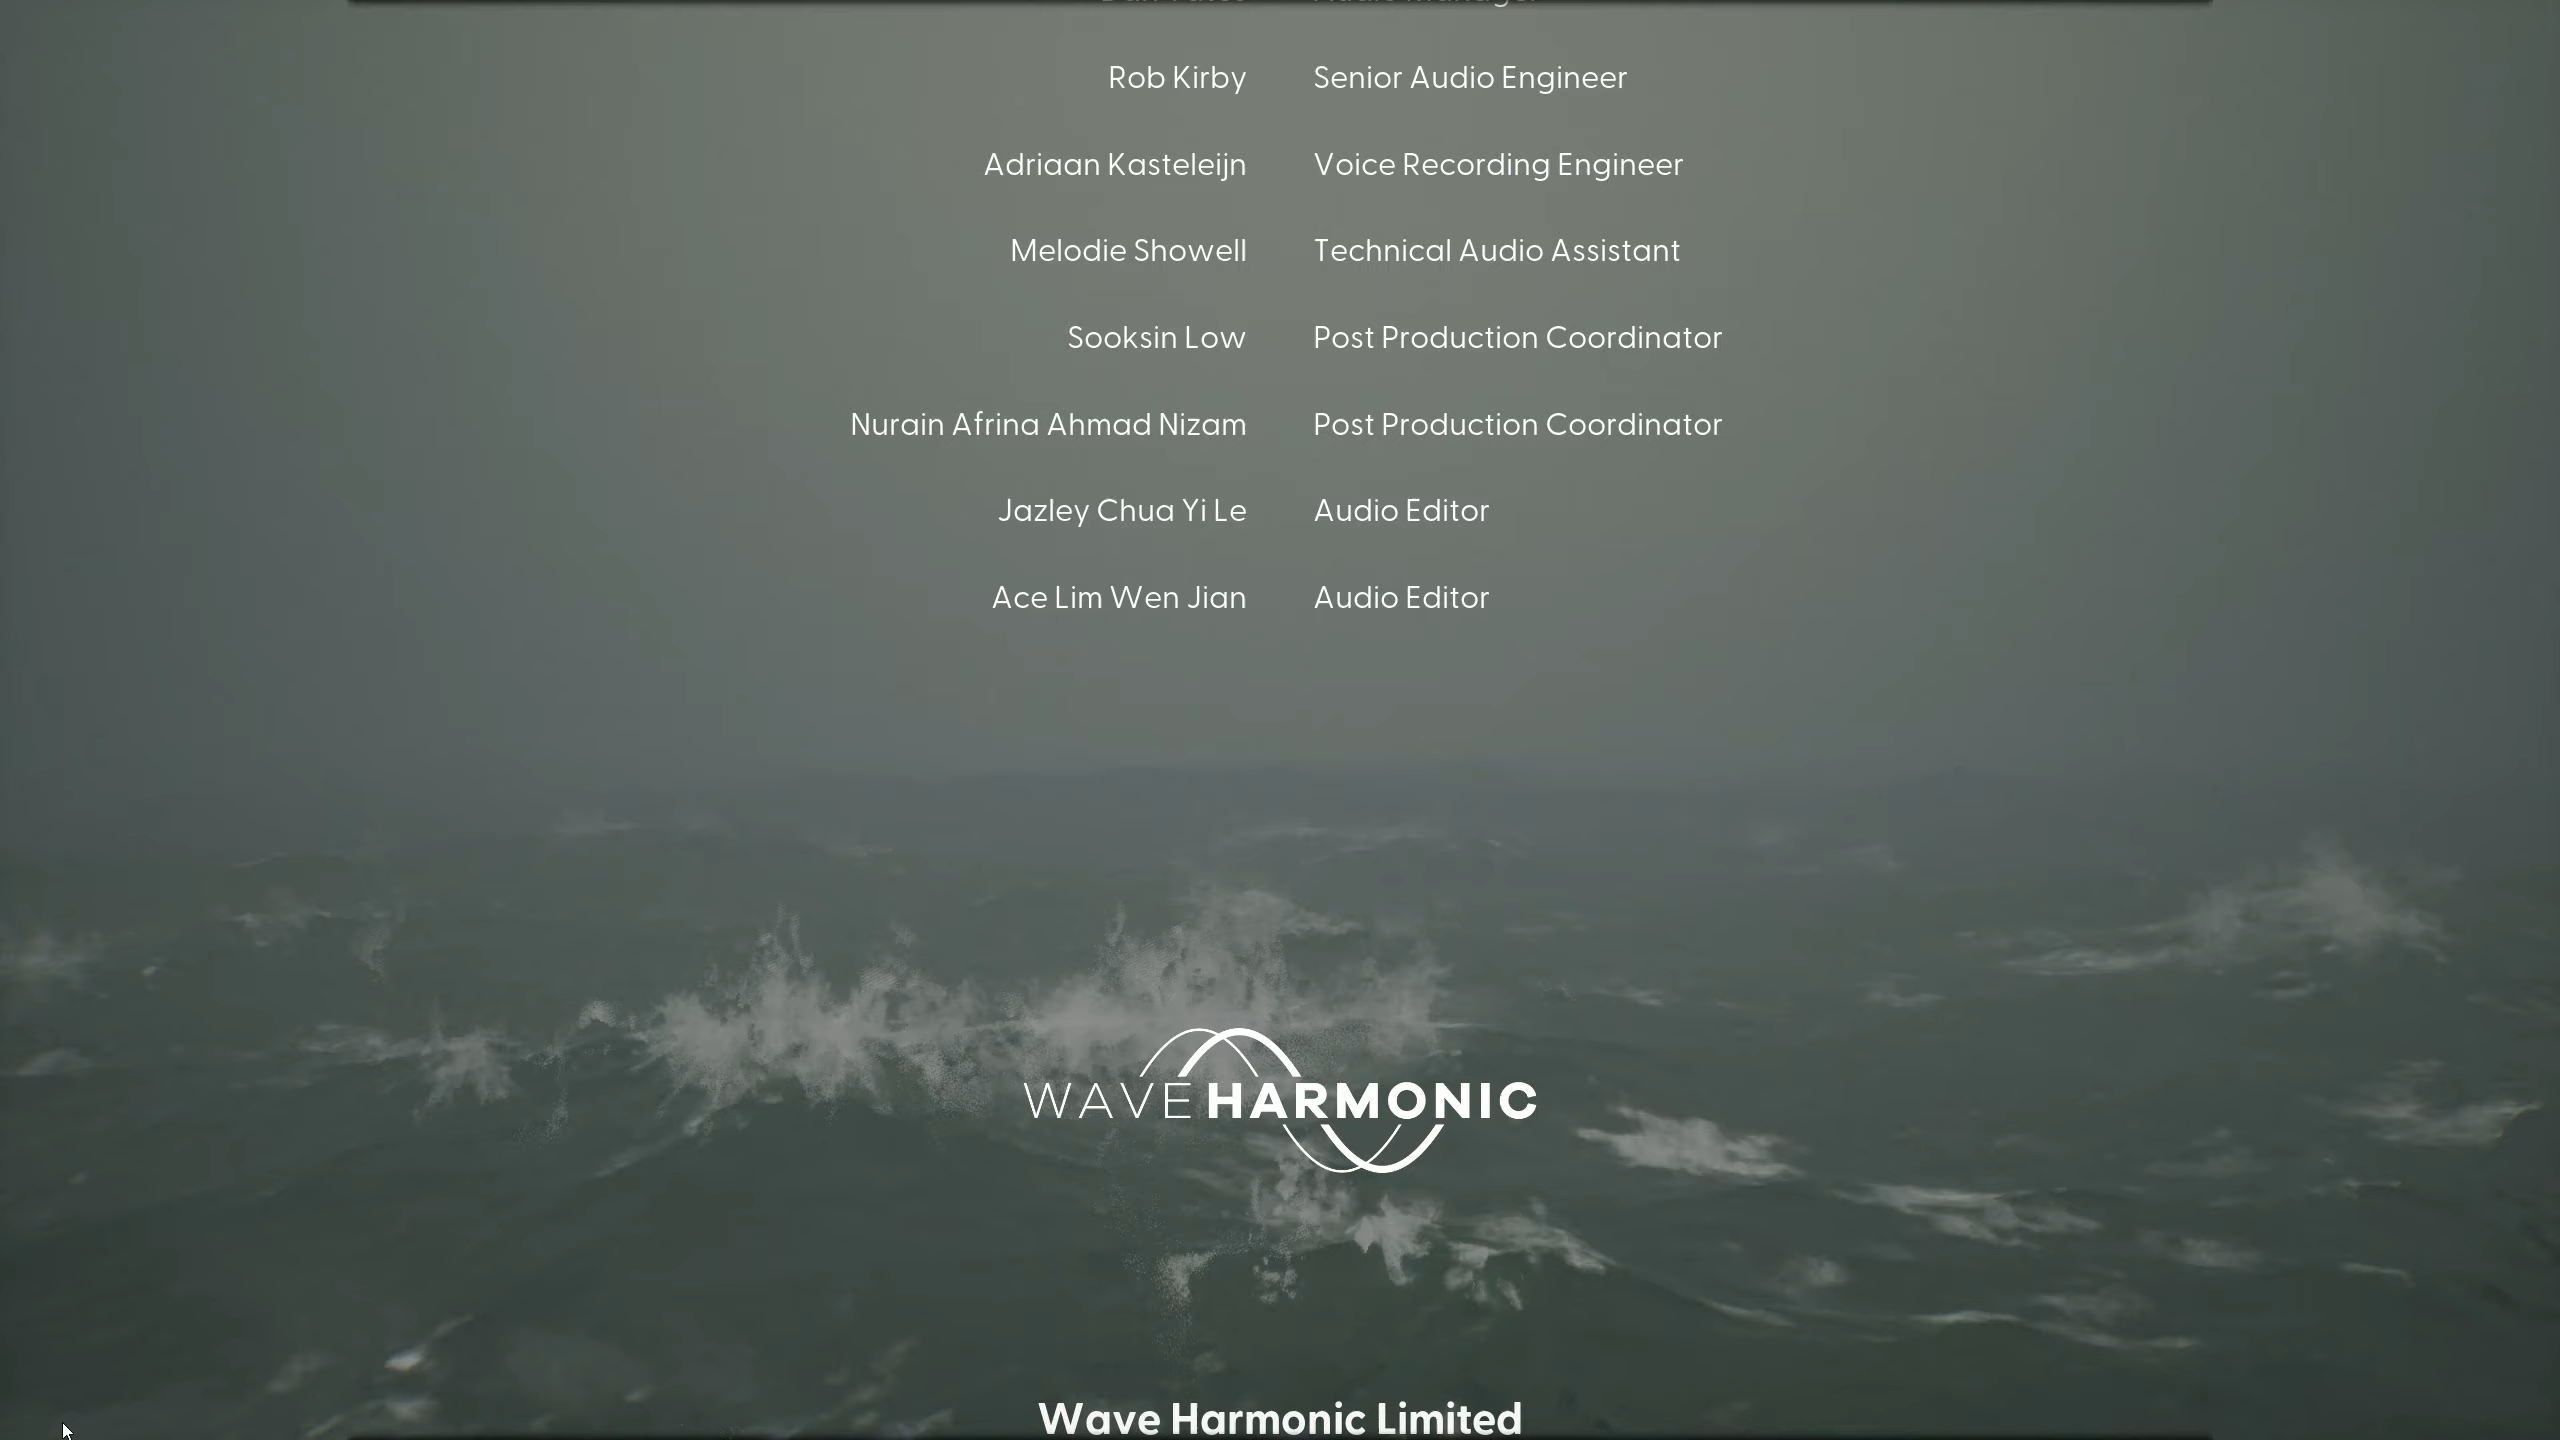 Rob Kirby Senior Audio Engineer
Adriaan Kasteleijn Voice Recording Engineer
Melodie Showell Technical Audio Assistant
Sooksin Low Post Production Coordinator
Nurain Afrina Ahmad Nizam Post Production Coordinator
Jazley Chua Yi Le Audio Editor
Ace Lim Wen Jian Audio Editor
WAVEHARMONIC
Wave Harmonic Limited